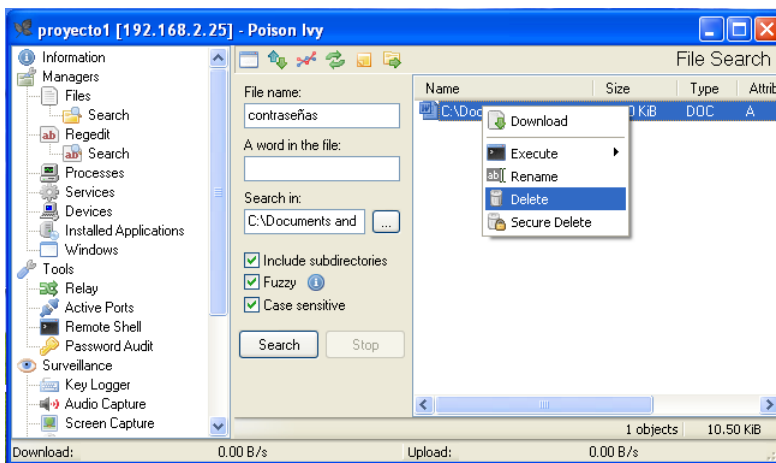 proyecto1 [192.168.2.25] - Poison Ivy
Information
Managers
Files
Search
Regedit
Search
Processes
Services
Devices
Installed Applications
Windows
Tools
Relay
Active Ports
Remote Shell
Password Audit
Surveillance
Key Logger
Audio Capture
Screen Capture
File Search
File name:
contraseñas
A word in the file:
Search in:
C:\Documents and
...
Include subdirectories
Fuzzy
Case sensitive
Search Stop
Name Size Type Attrib
C:\Doc 0 KiB DOC A
Download
Execute
Rename
Delete
Secure Delete
1 objects 10.50 KiB
Download: 0.00 B/s Upload: 0.00 B/s